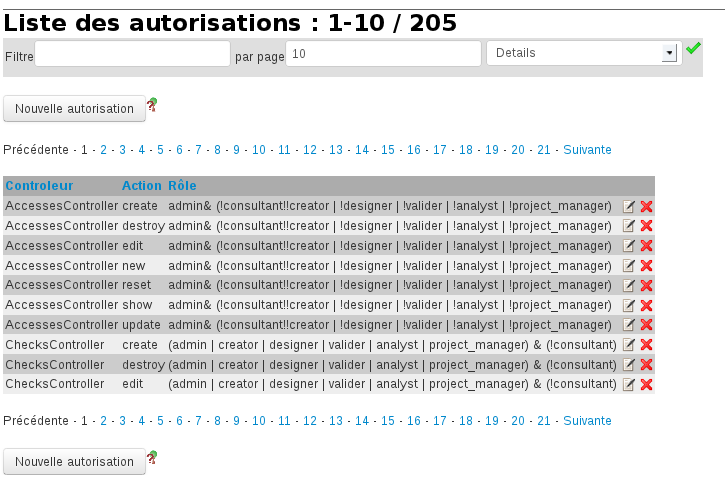 Liste des autorisations : 1-10 / 205
Filtre par page 10 Details
Nouvelle autorisation
Précédente - 1 - 2 - 3 - 4 - 5 - 6 - 7 - 8 - 9 - 10 - 11 - 12 - 13 - 14 - 15 - 16 - 17 - 18 - 19 - 20 - 21 - Suivante
Controleur Action Rôle
AccessesController create admin& (!consultant!!creator | !designer | !valider | !analyst | !project_manager)
AccessesController destroy admin& (!consultant!!creator | !designer | !valider | !analyst | !project_manager)
AccessesController edit admin& (!consultant!!creator | !designer | !valider | !analyst | !project_manager)
AccessesController new admin& (!consultant!!creator | !designer | !valider | !analyst | !project_manager)
AccessesController reset admin& (!consultant!!creator | !designer | !valider | !analyst | !project_manager)
AccessesController show admin& (!consultant!!creator | !designer | !valider | !analyst | !project_manager)
AccessesController update admin& (!consultant!!creator | !designer | !valider | !analyst | !project_manager)
ChecksController create (admin | creator | designer | valider | analyst | project_manager) & (!consultant)
ChecksController destroy (admin | creator | designer | valider | analyst | project_manager) & (!consultant)
ChecksController edit (admin | creator | designer | valider | analyst | project_manager) & (!consultant)
Précédente - 1 - 2 - 3 - 4 - 5 - 6 - 7 - 8 - 9 - 10 - 11 - 12 - 13 - 14 - 15 - 16 - 17 - 18 - 19 - 20 - 21 - Suivante
Nouvelle autorisation